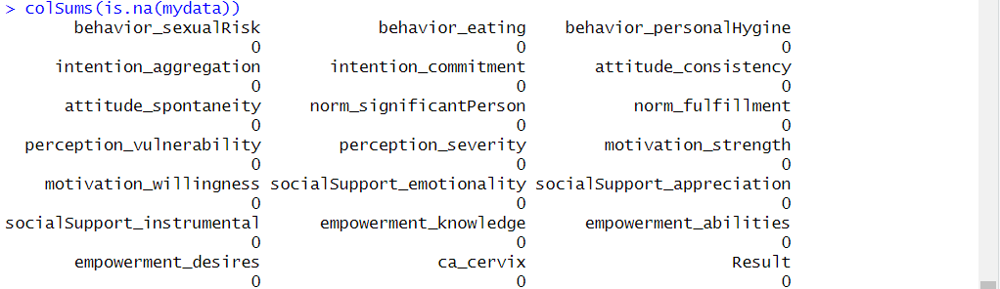 > colSums(is.na(mydata))
behavior_sexualRisk behavior_eating behavior_personalHygine
0 0 0
intention_aggregation intention_commitment attitude_consistency
0 0 0
attitude_spontaneity norm_significantPerson norm_fulfillment
0 0 0
perception_vulnerability perception_severity motivation_strength
0 0 0
motivation_willingness socialSupport_emotionality socialSupport_appreciation
0 0 0
socialSupport_instrumental empowerment_knowledge empowerment_abilities
0 0 0
empowerment_desires ca_cervix Result
0 0 0